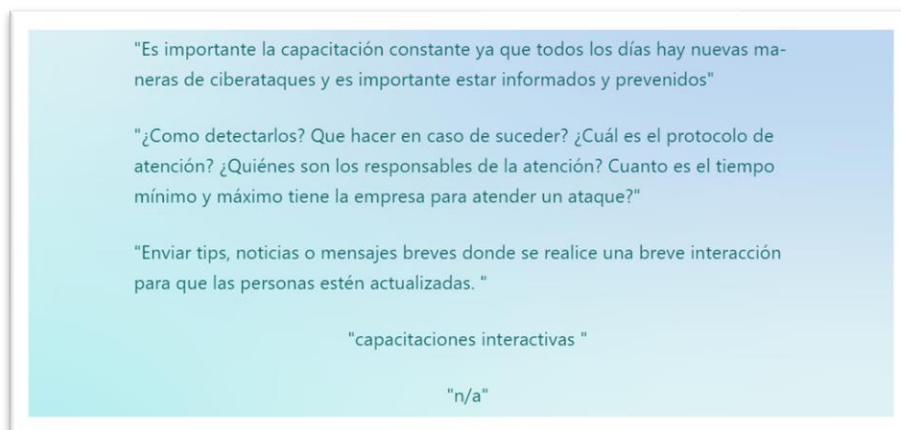 "Es importante la capacitación constante ya que todos los días hay nuevas ma-
neras de ciberataques y es importante estar informados y prevenidos"
"¿Como detectarlos? Que hacer en caso de suceder? ¿Cuál es el protocolo de
atención? ¿Quiénes son los responsables de la atención? Cuanto es el tiempo
mínimo y máximo tiene la empresa para atender un ataque?"
"Enviar tips, noticias o mensajes breves donde se realice una breve interacción
para que las personas estén actualizadas. "
"capacitaciones interactivas "
"n/a"